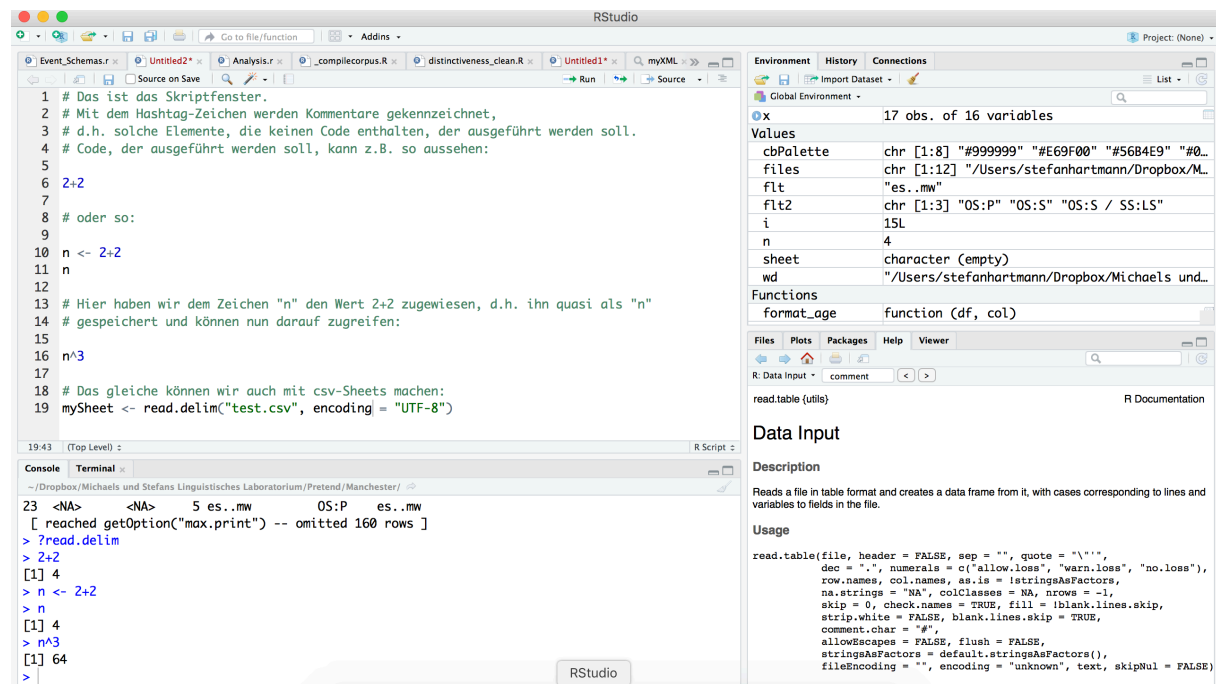 RStudio
Go to file/function
Addins
Project: (None)
Event_Schemas.r
Untitled2*
Analysis.r
_compilecorpus.R
distinctiveness_clean.R
Untitled1*
myXML
Source on Save
Run
Source
1 # Das ist das Skriptfenster.
2 # Mit dem Hashtag-Zeichen werden Kommentare gekennzeichnet,
3 # d.h. solche Elemente, die keinen Code enthalten, der ausgeführt werden soll.
4 # Code, der ausgeführt werden soll, kann z.B. so aussehen:
5
6 2+2
7
8 # oder so:
9
10 n <- 2+2
11 n
12
13 # Hier haben wir dem Zeichen "n" den Wert 2+2 zugewiesen, d.h. ihn quasi als "n"
14 # gespeichert und können nun darauf zugreifen:
15
16 n^3
17
18 # Das gleiche können wir auch mit csv-Sheets machen:
19 mySheet <- read.delim("test.csv", encoding = "UTF-8")
19:43 (Top Level) R Script
Console Terminal
~/Dropbox/Michaels und Stefans Linguistisches Laboratorium/Pretend/Manchester/
23 <NA> <NA> 5 es..mw OS:P es..mw
[ reached getOption("max.print") -- omitted 160 rows ]
> ?read.delim
> 2+2
[1] 4
> n <- 2+2
> n
[1] 4
> n^3
[1] 64
>
Environment History Connections
Import Dataset
List
Global Environment
x 17 obs. of 16 variables
Values
cbPalette chr [1:8] "#999999" "#E69F00" "#56B4E9" "#0…
files chr [1:12] "/Users/stefanhartmann/Dropbox/M…
flt "es..mw"
flt2 chr [1:3] "OS:P" "OS:S" "OS:S / SS:LS"
i 15L
n 4
sheet character (empty)
wd "/Users/stefanhartmann/Dropbox/Michaels und…
Functions
format_age function (df, col)
Files Plots Packages Help Viewer
R: Data Input comment < >
read.table {utils} R Documentation
Data Input
Description
Reads a file in table format and creates a data frame from it, with cases corresponding to lines and
variables to fields in the file.
Usage
read.table(file, header = FALSE, sep = "", quote = "\"'",
dec = ".", numerals = c("allow.loss", "warn.loss", "no.loss"),
row.names, col.names, as.is = !stringsAsFactors,
na.strings = "NA", colClasses = NA, nrows = -1,
skip = 0, check.names = TRUE, fill = !blank.lines.skip,
strip.white = FALSE, blank.lines.skip = TRUE,
comment.char = "#",
allowEscapes = FALSE, flush = FALSE,
stringsAsFactors = default.stringsAsFactors(),
fileEncoding = "", encoding = "unknown", text, skipNul = FALSE)
RStudio